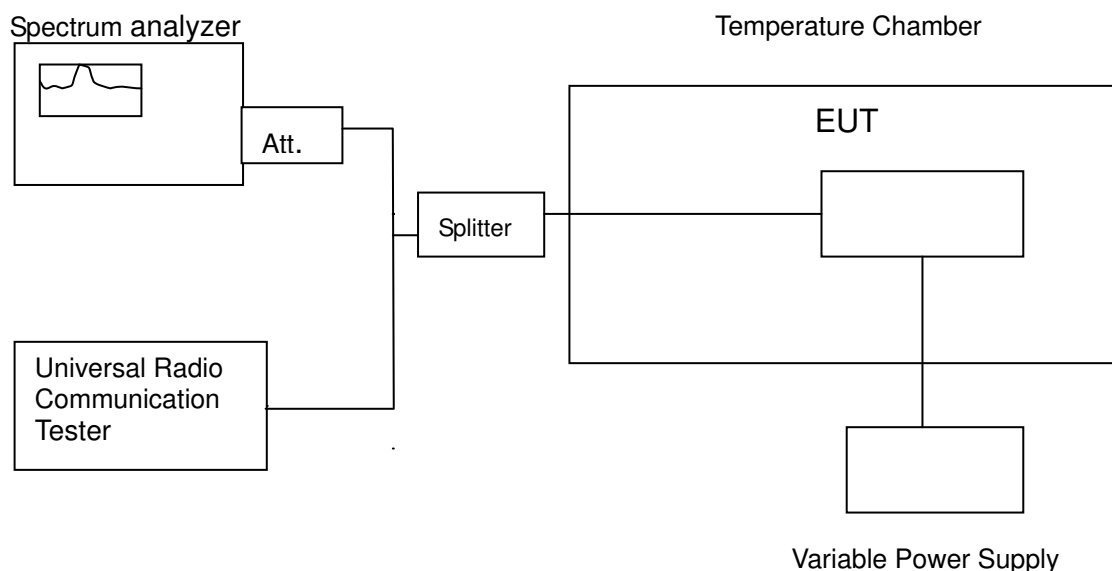 Spectrum analyzer
Temperature Chamber
EUT
Att.
Splitter
Universal Radio
Communication
Tester
Variable Power Supply